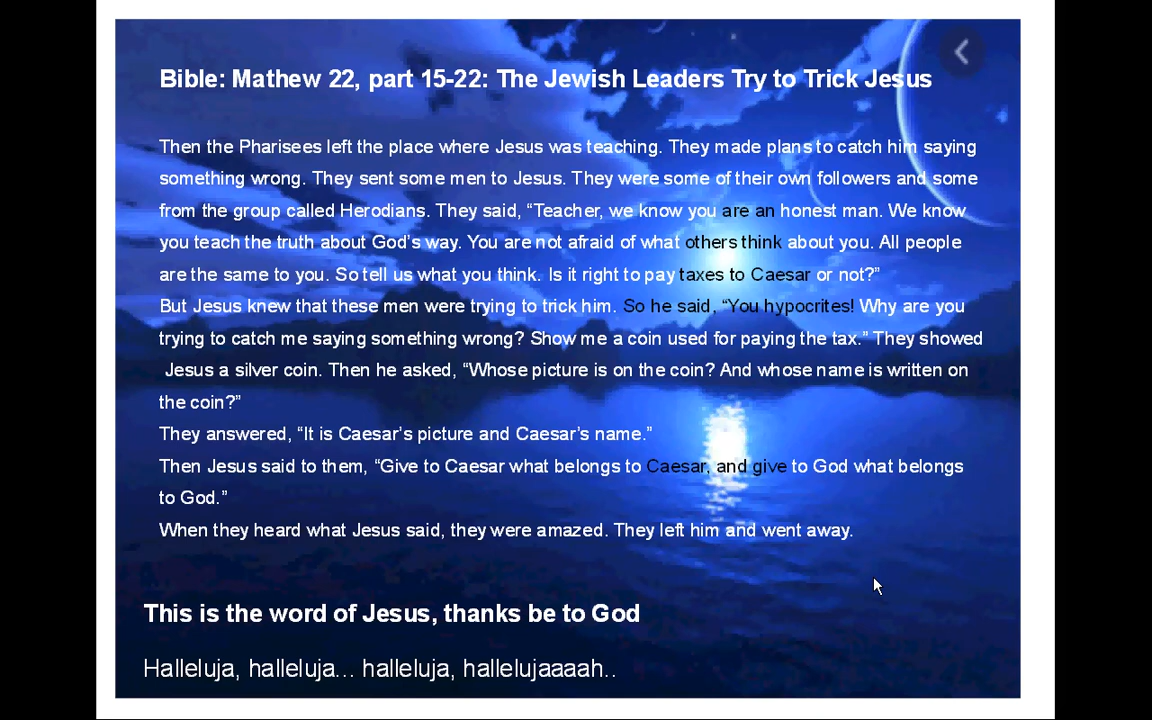 Bible: Mathew 22, part 15-22: The Jewish Leaders Try to Trick Jesus
Then the Pharisees left the place where Jesus was teaching. They made plans to catch him saying
something wrong. They sent some men to Jesus. They were some of their own followers and some
from the group called Herodians. They said, “Teacher, we know you are an honest man. We know
you teach the truth about God’s way. You are not afraid of what others think about you. All people
are the same to you. So tell us what you think. Is it right to pay taxes to Caesar or not?”
But Jesus knew that these men were trying to trick him. So he said, “You hypocrites! Why are you
trying to catch me saying something wrong? Show me a coin used for paying the tax.” They showed
Jesus a silver coin. Then he asked, “Whose picture is on the coin? And whose name is written on
the coin?”
They answered, “It is Caesar’s picture and Caesar’s name.”
Then Jesus said to them, “Give to Caesar what belongs to Caesar, and give to God what belongs
to God.”
When they heard what Jesus said, they were amazed. They left him and went away.
This is the word of Jesus, thanks be to God
Halleluja, halleluja... halleluja, hallelujaaaah..